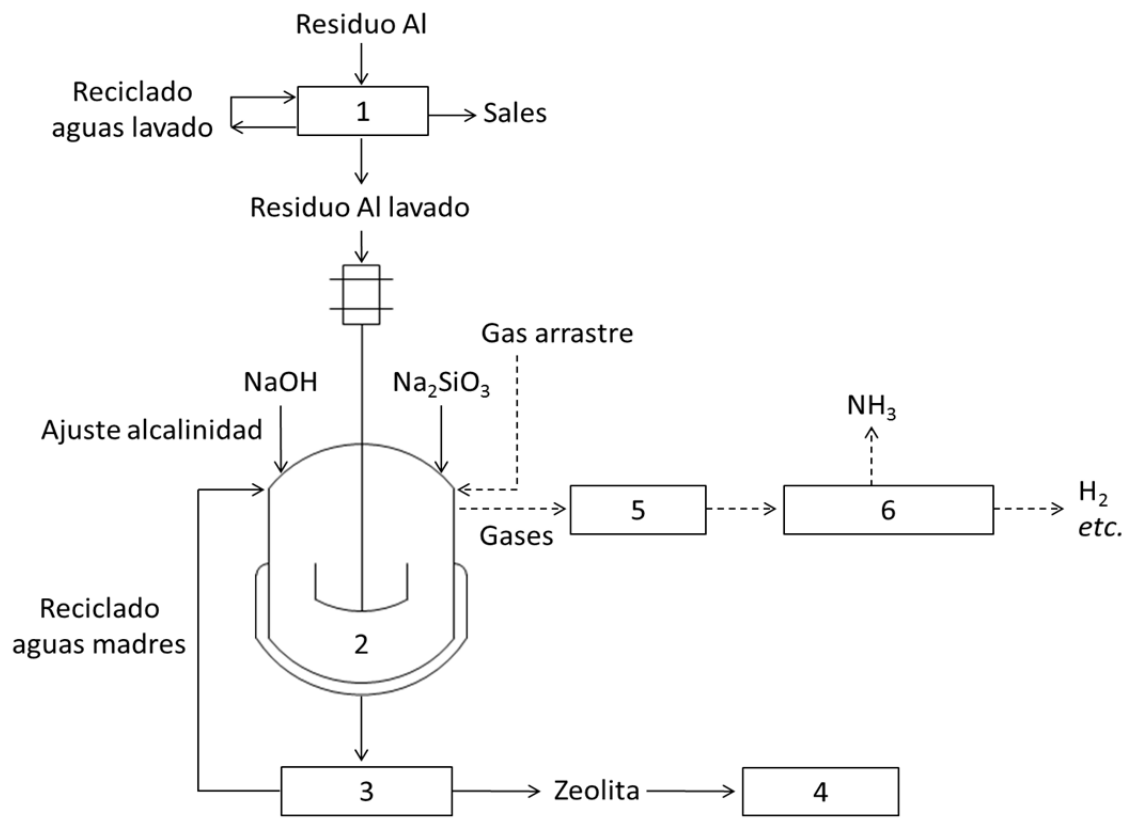 Residuo Al
Reciclado
aguas lavado
1
Sales
Residuo Al lavado
Gas arrastre
NaOH
Na₂SiO₃
Ajuste alcalinidad
NH₃
5
6
H₂
etc.
Gases
Reciclado
aguas madres
2
3
Zeolita
4